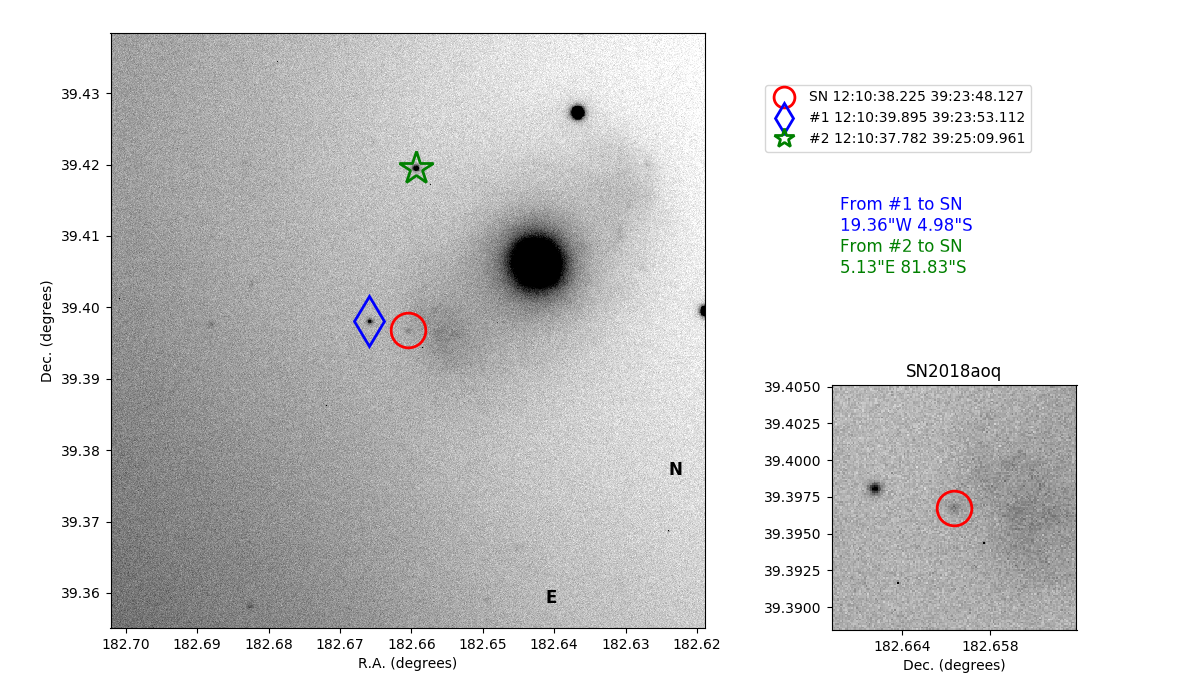 39.43
39.42
39.41
39.40
39.39
39.38
39.37
39.36
Dec. (degrees)
182.70 182.69 182.68 182.67 182.66 182.65 182.64 182.63 182.62
R.A. (degrees)
N
E
SN 12:10:38.225 39:23:48.127
#1 12:10:39.895 39:23:53.112
#2 12:10:37.782 39:25:09.961
From #1 to SN
19.36"W 4.98"S
From #2 to SN
5.13"E 81.83"S
SN2018aoq
39.4050
39.4025
39.4000
39.3975
39.3950
39.3925
39.3900
182.664 182.658
Dec. (degrees)